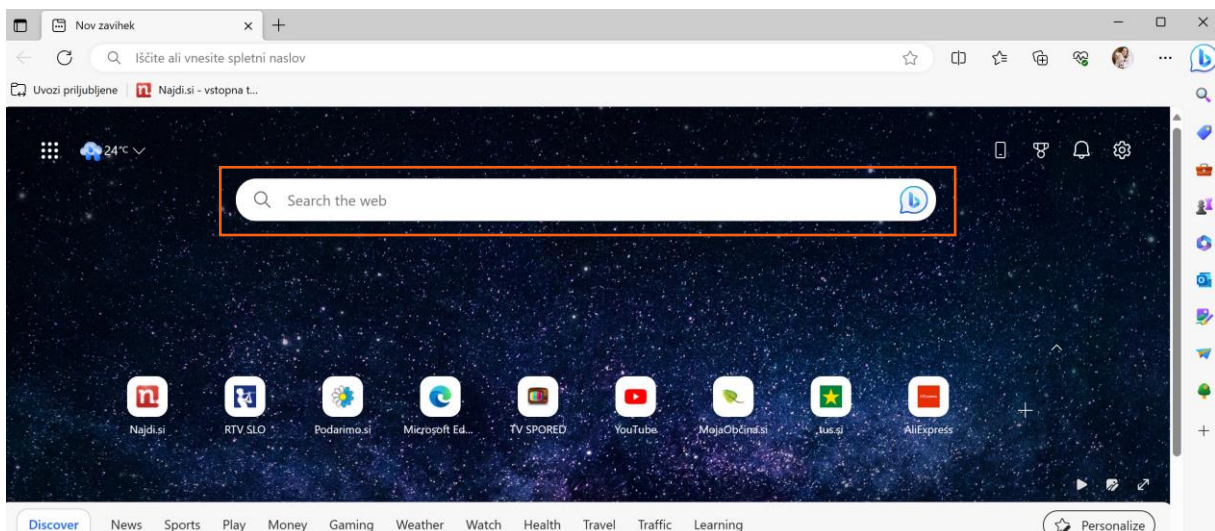 Nov zavihek
Iščite ali vnesite spletni naslov
Uvozi priljubljene
Najdi.si - vstopna t...
24°C
Search the web
Najdi.si
RTV SLO
Podarimo.si
Microsoft Ed...
TV SPORED
YouTube
MojaObčina.si
tus.si
AliExpress
Discover News Sports Play Money Gaming Weather Watch Health Travel Traffic Learning
Personalize